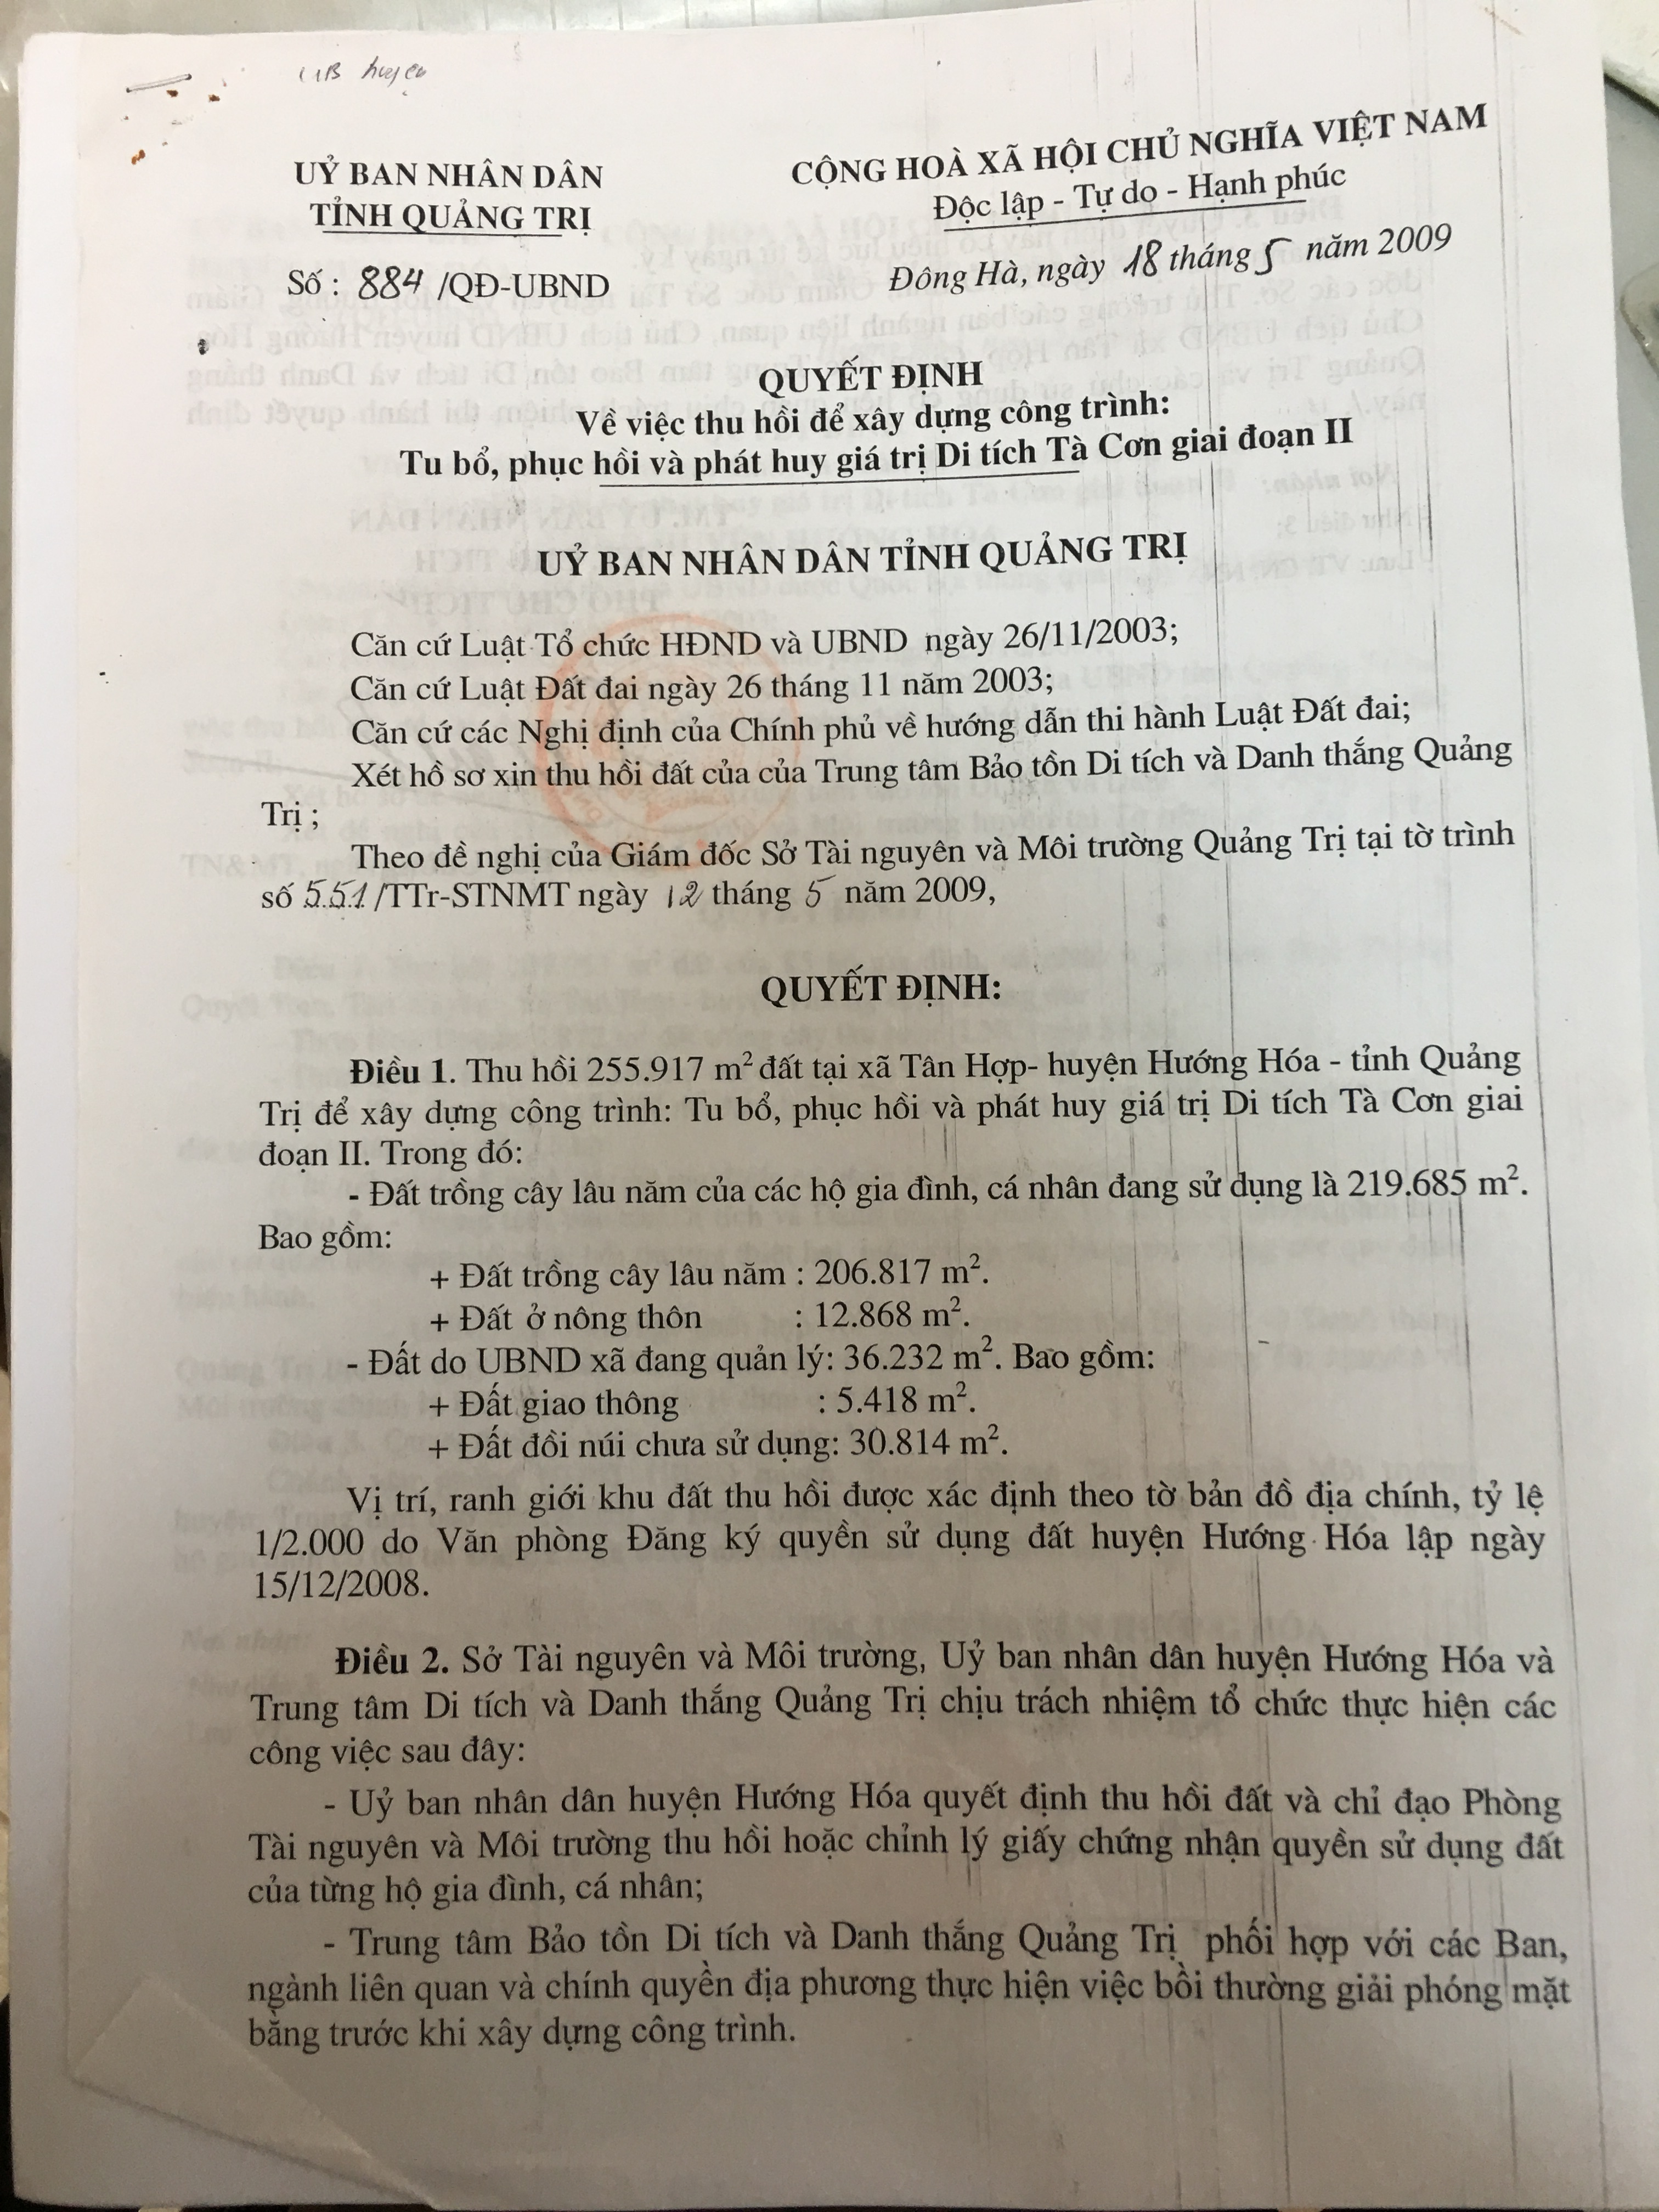 UB huyện
UỶ BAN NHÂN DÂN
TỈNH QUẢNG TRỊ
Số : 884 /QĐ-UBND
CỘNG HOÀ XÃ HỘI CHỦ NGHĨA VIỆT NAM
Độc lập - Tự do - Hạnh phúc
Đông Hà, ngày 18 tháng 5 năm 2009
QUYẾT ĐỊNH
Về việc thu hồi để xây dựng công trình:
Tu bổ, phục hồi và phát huy giá trị Di tích Tà Cơn giai đoạn II
UỶ BAN NHÂN DÂN TỈNH QUẢNG TRỊ
Căn cứ Luật Tổ chức HĐND và UBND ngày 26/11/2003;
Căn cứ Luật Đất đai ngày 26 tháng 11 năm 2003;
Căn cứ các Nghị định của Chính phủ về hướng dẫn thi hành Luật Đất đai;
Xét hồ sơ xin thu hồi đất của của Trung tâm Bảo tồn Di tích và Danh thắng Quảng
Trị ;
Theo đề nghị của Giám đốc Sở Tài nguyên và Môi trường Quảng Trị tại tờ trình
số 551 /TTr-STNMT ngày 12 tháng 5 năm 2009,
QUYẾT ĐỊNH:
Điều 1. Thu hồi 255.917 m² đất tại xã Tân Hợp- huyện Hướng Hóa - tỉnh Quảng
Trị để xây dựng công trình: Tu bổ, phục hồi và phát huy giá trị Di tích Tà Cơn giai
đoạn II. Trong đó:
- Đất trồng cây lâu năm của các hộ gia đình, cá nhân đang sử dụng là 219.685 m².
Bao gồm:
+ Đất trồng cây lâu năm : 206.817 m².
+ Đất ở nông thôn : 12.868 m².
- Đất do UBND xã đang quản lý: 36.232 m². Bao gồm:
+ Đất giao thông : 5.418 m².
+ Đất đồi núi chưa sử dụng: 30.814 m².
Vị trí, ranh giới khu đất thu hồi được xác định theo tờ bản đồ địa chính, tỷ lệ
1/2.000 do Văn phòng Đăng ký quyền sử dụng đất huyện Hướng Hóa lập ngày
15/12/2008.
Điều 2. Sở Tài nguyên và Môi trường, Uỷ ban nhân dân huyện Hướng Hóa và
Trung tâm Di tích và Danh thắng Quảng Trị chịu trách nhiệm tổ chức thực hiện các
công việc sau đây:
- Uỷ ban nhân dân huyện Hướng Hóa quyết định thu hồi đất và chỉ đạo Phòng
Tài nguyên và Môi trường thu hồi hoặc chỉnh lý giấy chứng nhận quyền sử dụng đất
của từng hộ gia đình, cá nhân;
- Trung tâm Bảo tồn Di tích và Danh thắng Quảng Trị phối hợp với các Ban,
ngành liên quan và chính quyền địa phương thực hiện việc bồi thường giải phóng mặt
bằng trước khi xây dựng công trình.